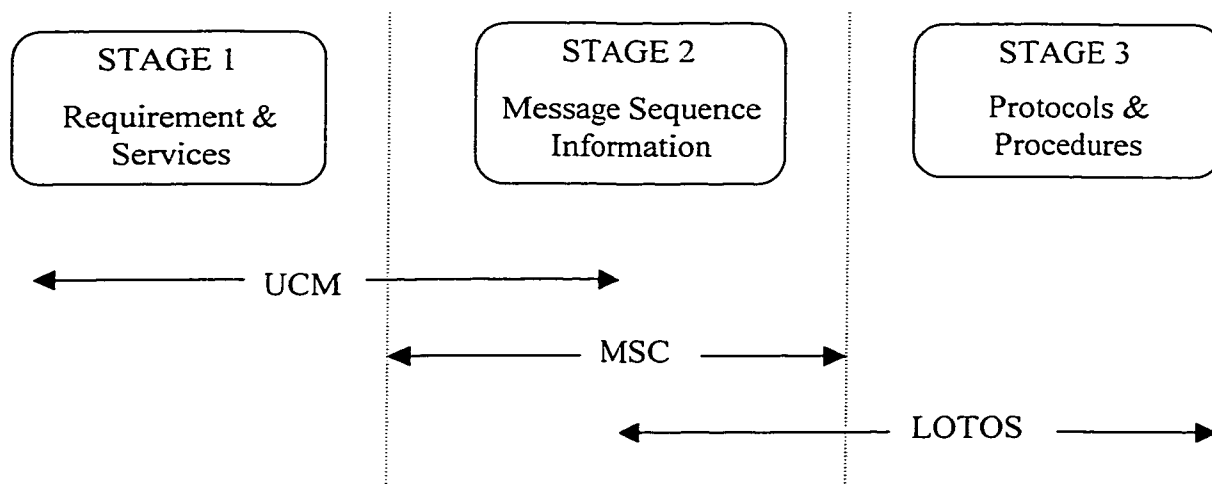 STAGE 1
Requirement &
Services
STAGE 2
Message Sequence
Information
STAGE 3
Protocols &
Procedures
UCM
MSC
LOTOS